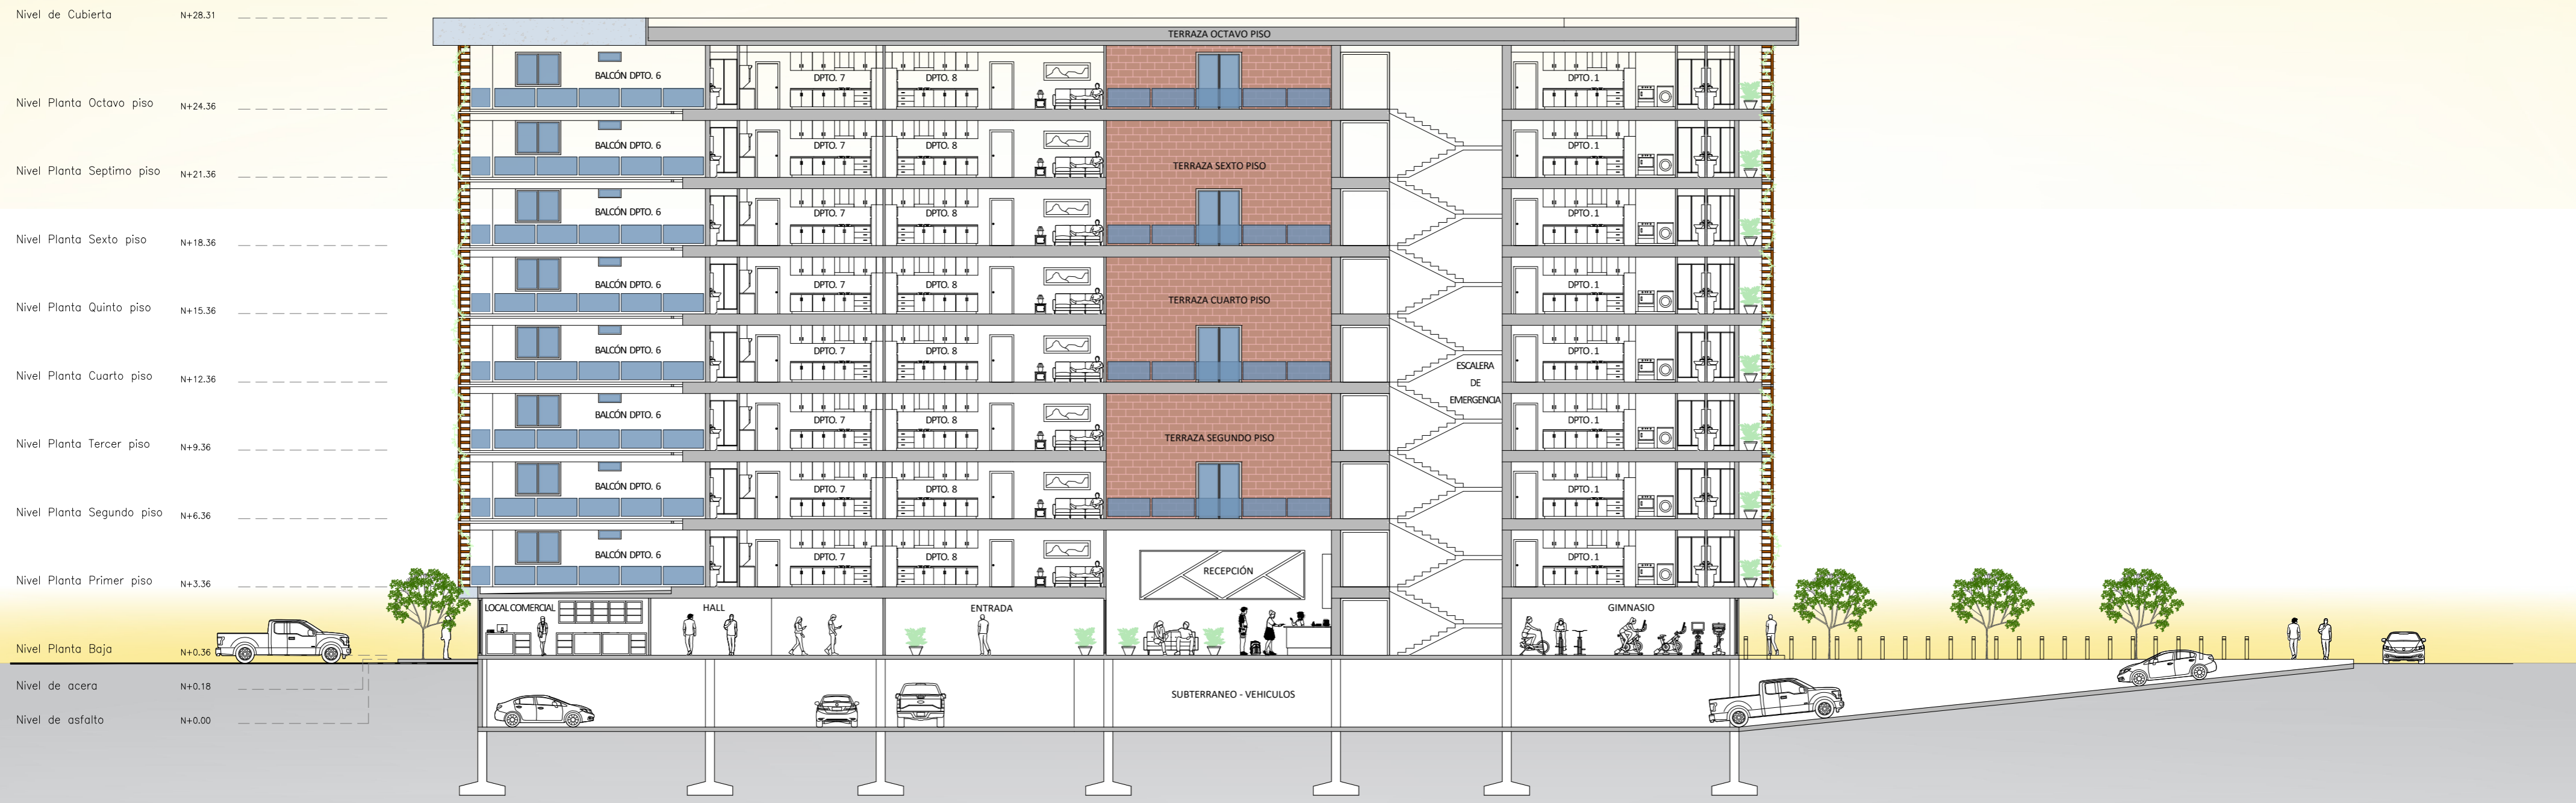 Nivel de Cubierta N+28.31
TERRAZA OCTAVO PISO
BALCÓN DPTO. 6
DPTO. 7
DPTO. 8
DPTO. 1
Nivel Planta Octavo piso N+24.36
BALCÓN DPTO. 6
DPTO. 7
DPTO. 8
TERRAZA SEXTO PISO
DPTO. 1
Nivel Planta Septimo piso N+21.36
BALCÓN DPTO. 6
DPTO. 7
DPTO. 8
DPTO. 1
Nivel Planta Sexto piso N+18.36
BALCÓN DPTO. 6
DPTO. 7
DPTO. 8
TERRAZA CUARTO PISO
DPTO. 1
Nivel Planta Quinto piso N+15.36
BALCÓN DPTO. 6
DPTO. 7
DPTO. 8
DPTO. 1
ESCALERA
DE
EMERGENCIA
Nivel Planta Cuarto piso N+12.36
BALCÓN DPTO. 6
DPTO. 7
DPTO. 8
TERRAZA SEGUNDO PISO
DPTO. 1
Nivel Planta Tercer piso N+9.36
BALCÓN DPTO. 6
DPTO. 7
DPTO. 8
DPTO. 1
Nivel Planta Segundo piso N+6.36
BALCÓN DPTO. 6
DPTO. 7
DPTO. 8
RECEPCIÓN
DPTO. 1
Nivel Planta Primer piso N+3.36
LOCAL COMERCIAL
HALL
ENTRADA
GIMNASIO
Nivel Planta Baja N+0.36
Nivel de acera N+0.18
SUBTERRANEO - VEHICULOS
Nivel de asfalto N+0.00